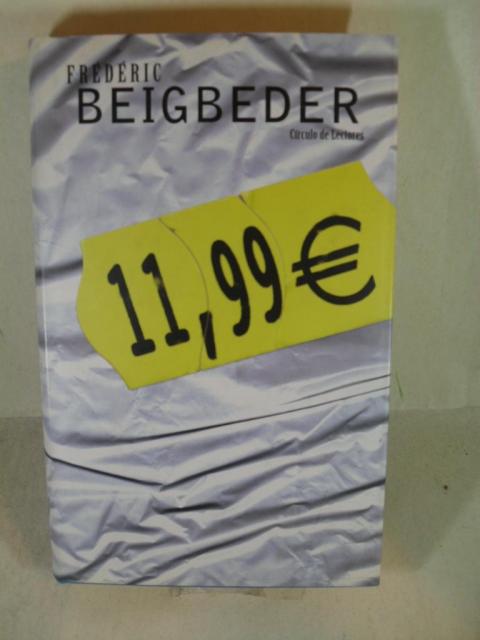 FRÉDÉRIC
BEIGBEDER
Círculo de Lectores
11,99 €